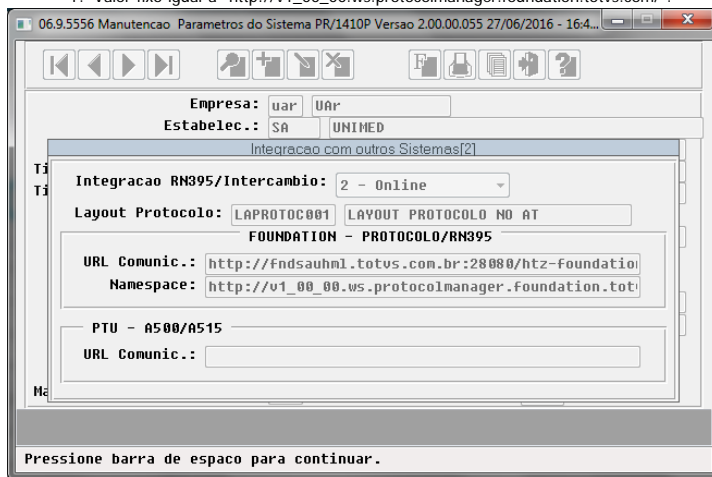 06.9.5556 Manutencao Parametros do Sistema PR/1410P Versao 2.00.00.055 27/06/2016 - 16:4...
Empresa: uar UAr
Estabelec.: SA UNIMED
Integracao com outros Sistemas[2]
Ti
Ti
Integracao RN395/Intercambio: 2 - Online
Layout Protocolo: LAPROTOC001 LAYOUT PROTOCOLO NO AT
FOUNDATION - PROTOCOLO/RN395
URL Comunic.: http://fndsauhml.totvs.com.br:28080/htz-foundatio
Namespace: http://v1_00_00.ws.protocolmanager.foundation.tot
PTU - A500/A515
URL Comunic.:
Ma
Pressione barra de espaco para continuar.